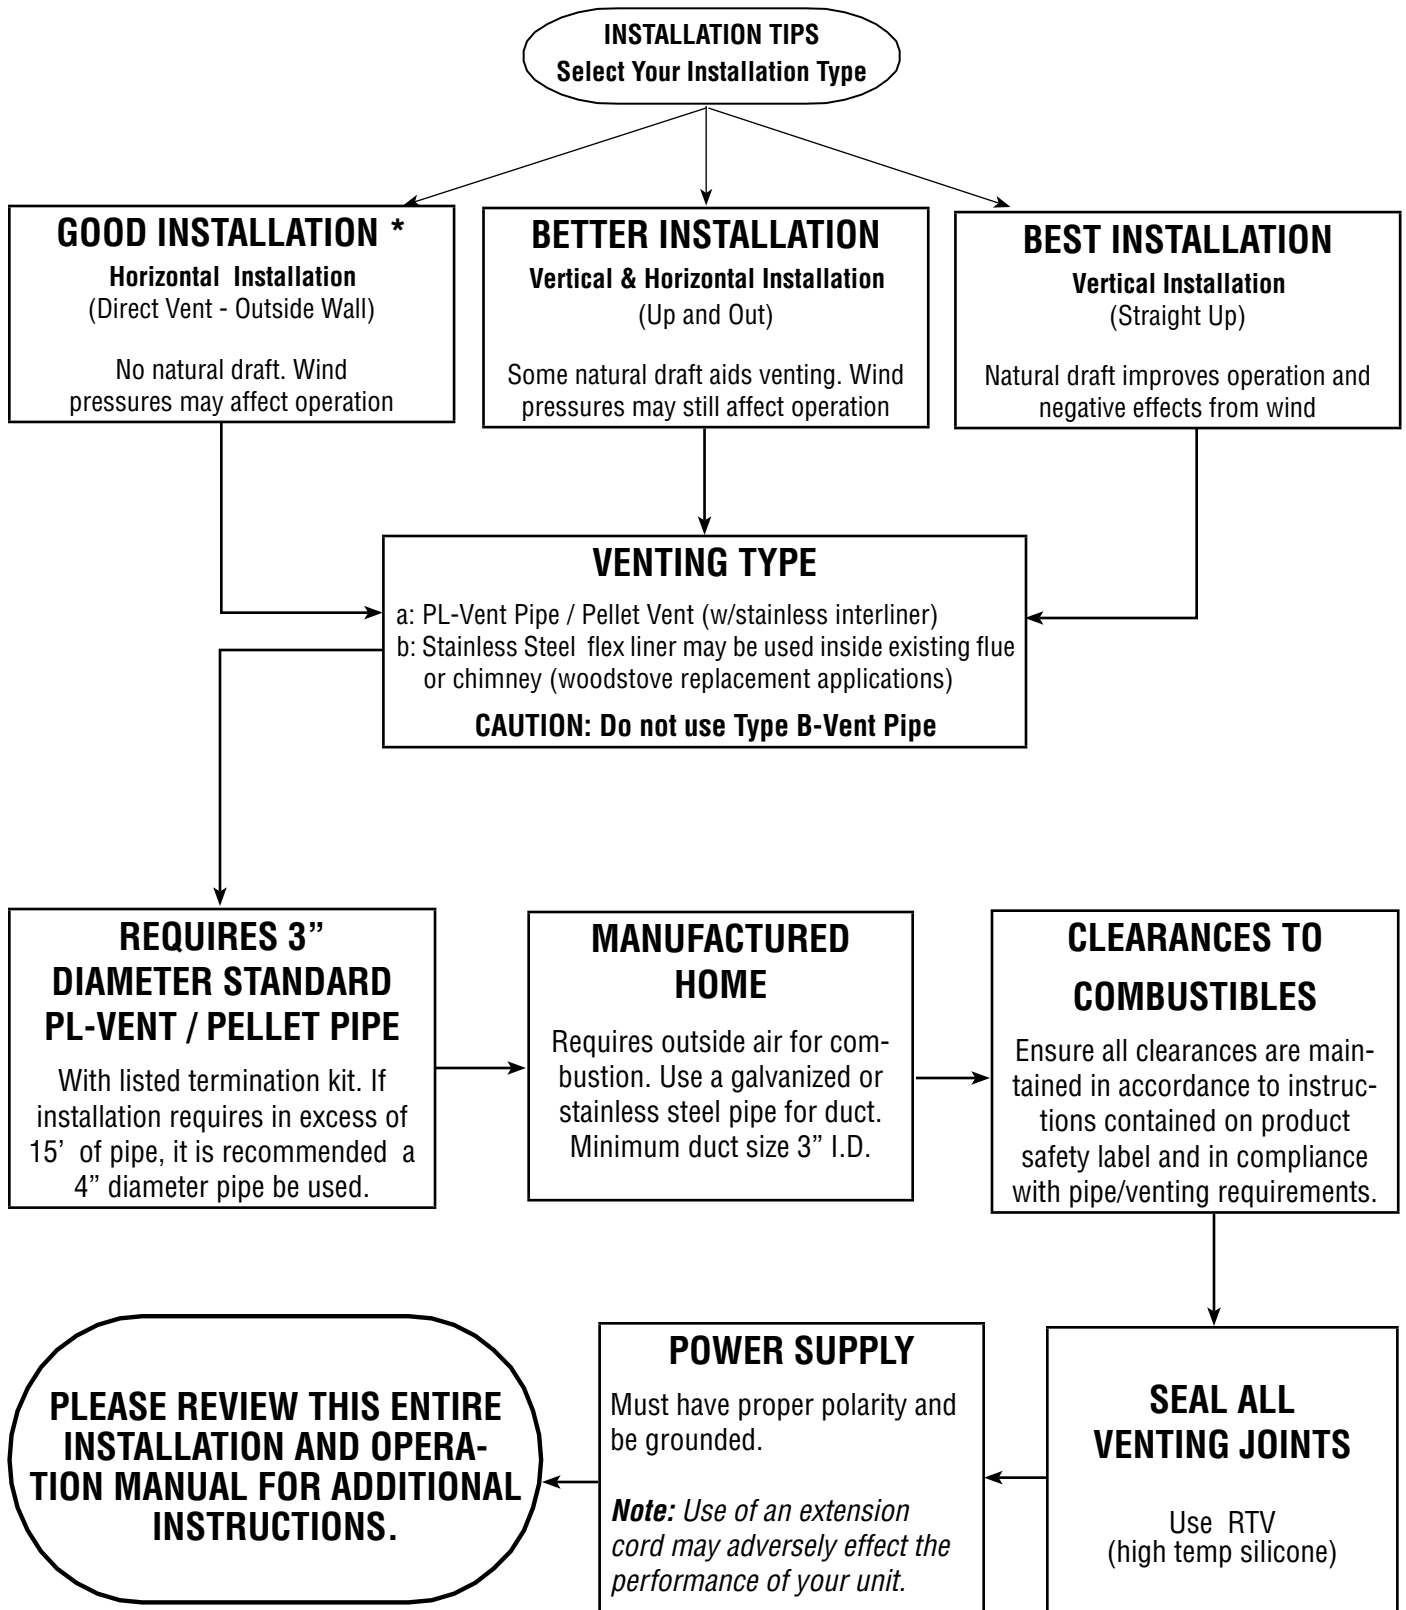 INSTALLATION TIPS
Select Your Installation Type
GOOD INSTALLATION *
Horizontal Installation
(Direct Vent - Outside Wall)
No natural draft. Wind
pressures may affect operation
BETTER INSTALLATION
Vertical & Horizontal Installation
(Up and Out)
Some natural draft aids venting. Wind
pressures may still affect operation
BEST INSTALLATION
Vertical Installation
(Straight Up)
Natural draft improves operation and
negative effects from wind
VENTING TYPE
a: PL-Vent Pipe / Pellet Vent (w/stainless interliner)
b: Stainless Steel flex liner may be used inside existing flue
or chimney (woodstove replacement applications)
CAUTION: Do not use Type B-Vent Pipe
REQUIRES 3”
DIAMETER STANDARD
PL-VENT / PELLET PIPE
With listed termination kit. If
installation requires in excess of
15’ of pipe, it is recommended a
4” diameter pipe be used.
MANUFACTURED
HOME
Requires outside air for com-
bustion. Use a galvanized or
stainless steel pipe for duct.
Minimum duct size 3” I.D.
CLEARANCES TO
COMBUSTIBLES
Ensure all clearances are main-
tained in accordance to instruc-
tions contained on product
safety label and in compliance
with pipe/venting requirements.
SEAL ALL
VENTING JOINTS
Use RTV
(high temp silicone)
POWER SUPPLY
Must have proper polarity and
be grounded.
Note: Use of an extension
cord may adversely effect the
performance of your unit.
PLEASE REVIEW THIS ENTIRE
INSTALLATION AND OPERA-
TION MANUAL FOR ADDITIONAL
INSTRUCTIONS.